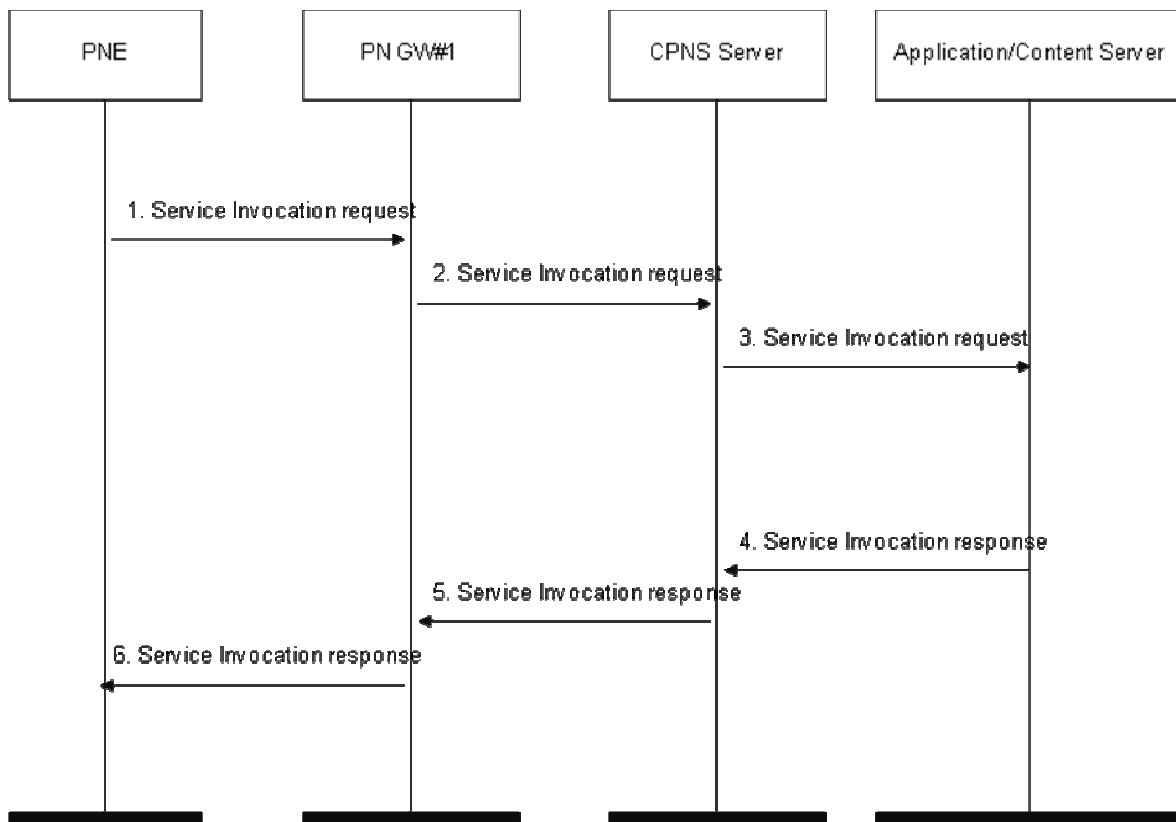 PNE
PN GW#1
CPNS Server
Application/Content Server
1. Service Invocation request
2. Service Invocation request
3. Service Invocation request
4. Service Invocation response
5. Service Invocation response
6. Service Invocation response